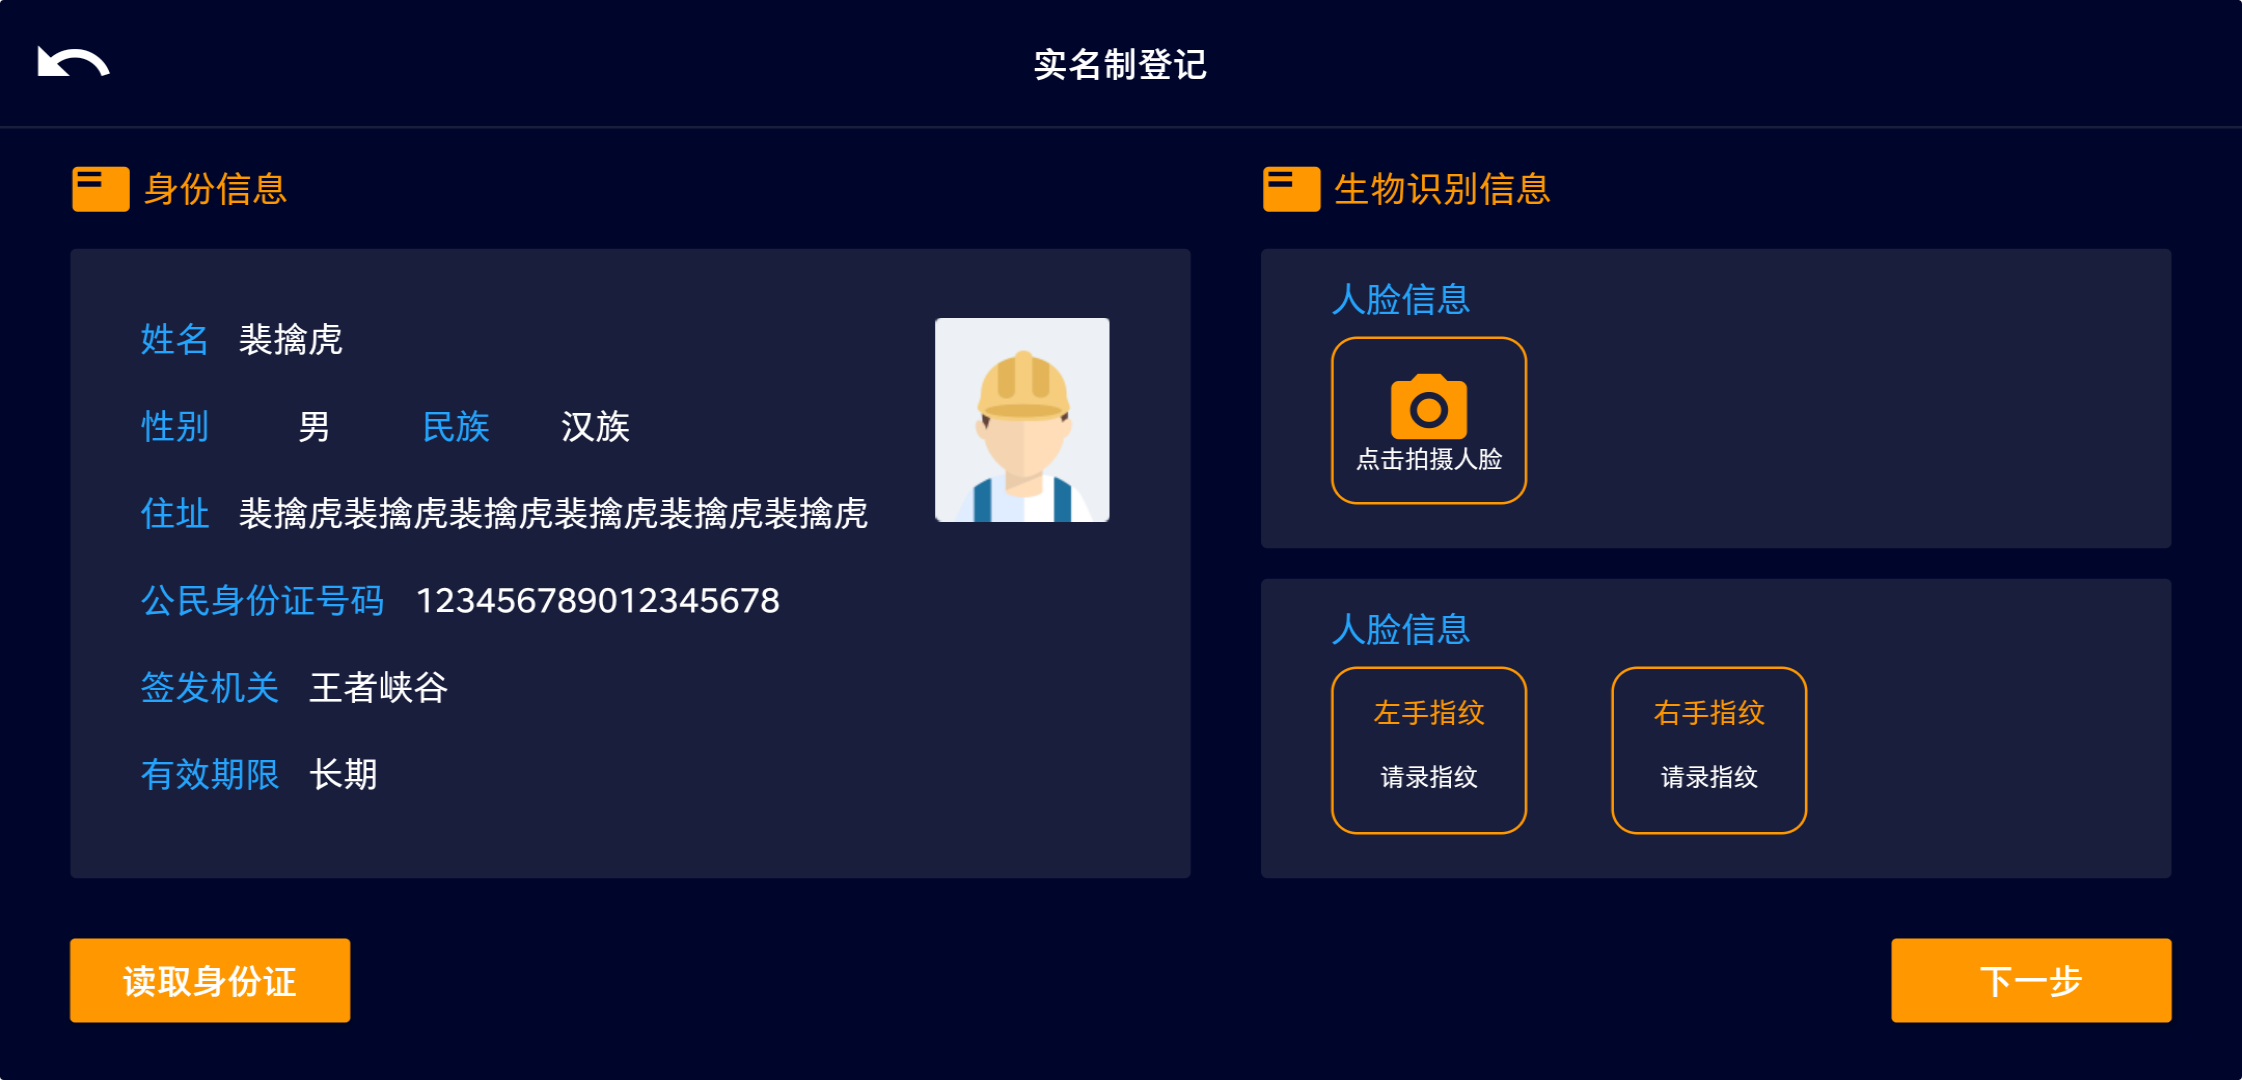 实名制登记
身份信息
姓名 裴擒虎
性别 男 民族 汉族
住址 裴擒虎裴擒虎裴擒虎裴擒虎裴擒虎裴擒虎
公民身份证号码 123456789012345678
签发机关 王者峡谷
有效期限 长期
读取身份证
生物识别信息
人脸信息
点击拍摄人脸
人脸信息
左手指纹
请录指纹
右手指纹
请录指纹
下一步